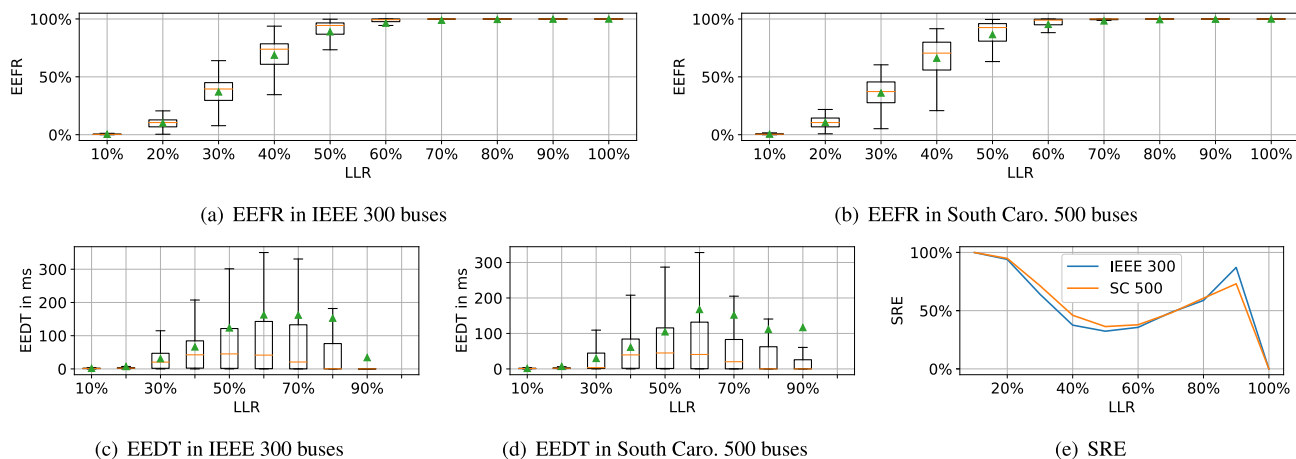 100%
50%
0%
EEFR
10% 20% 30% 40% 50% 60% 70% 80% 90% 100%
LLR
(a) EEFR in IEEE 300 buses
100%
50%
0%
EEFR
10% 20% 30% 40% 50% 60% 70% 80% 90% 100%
LLR
(b) EEFR in South Caro. 500 buses
300
200
100
0
EEDT in ms
10% 30% 50% 70% 90%
LLR
(c) EEDT in IEEE 300 buses
300
200
100
0
EEDT in ms
10% 30% 50% 70% 90%
LLR
(d) EEDT in South Caro. 500 buses
100%
50%
0%
SRE
IEEE 300
SC 500
20% 40% 60% 80% 100%
LLR
(e) SRE